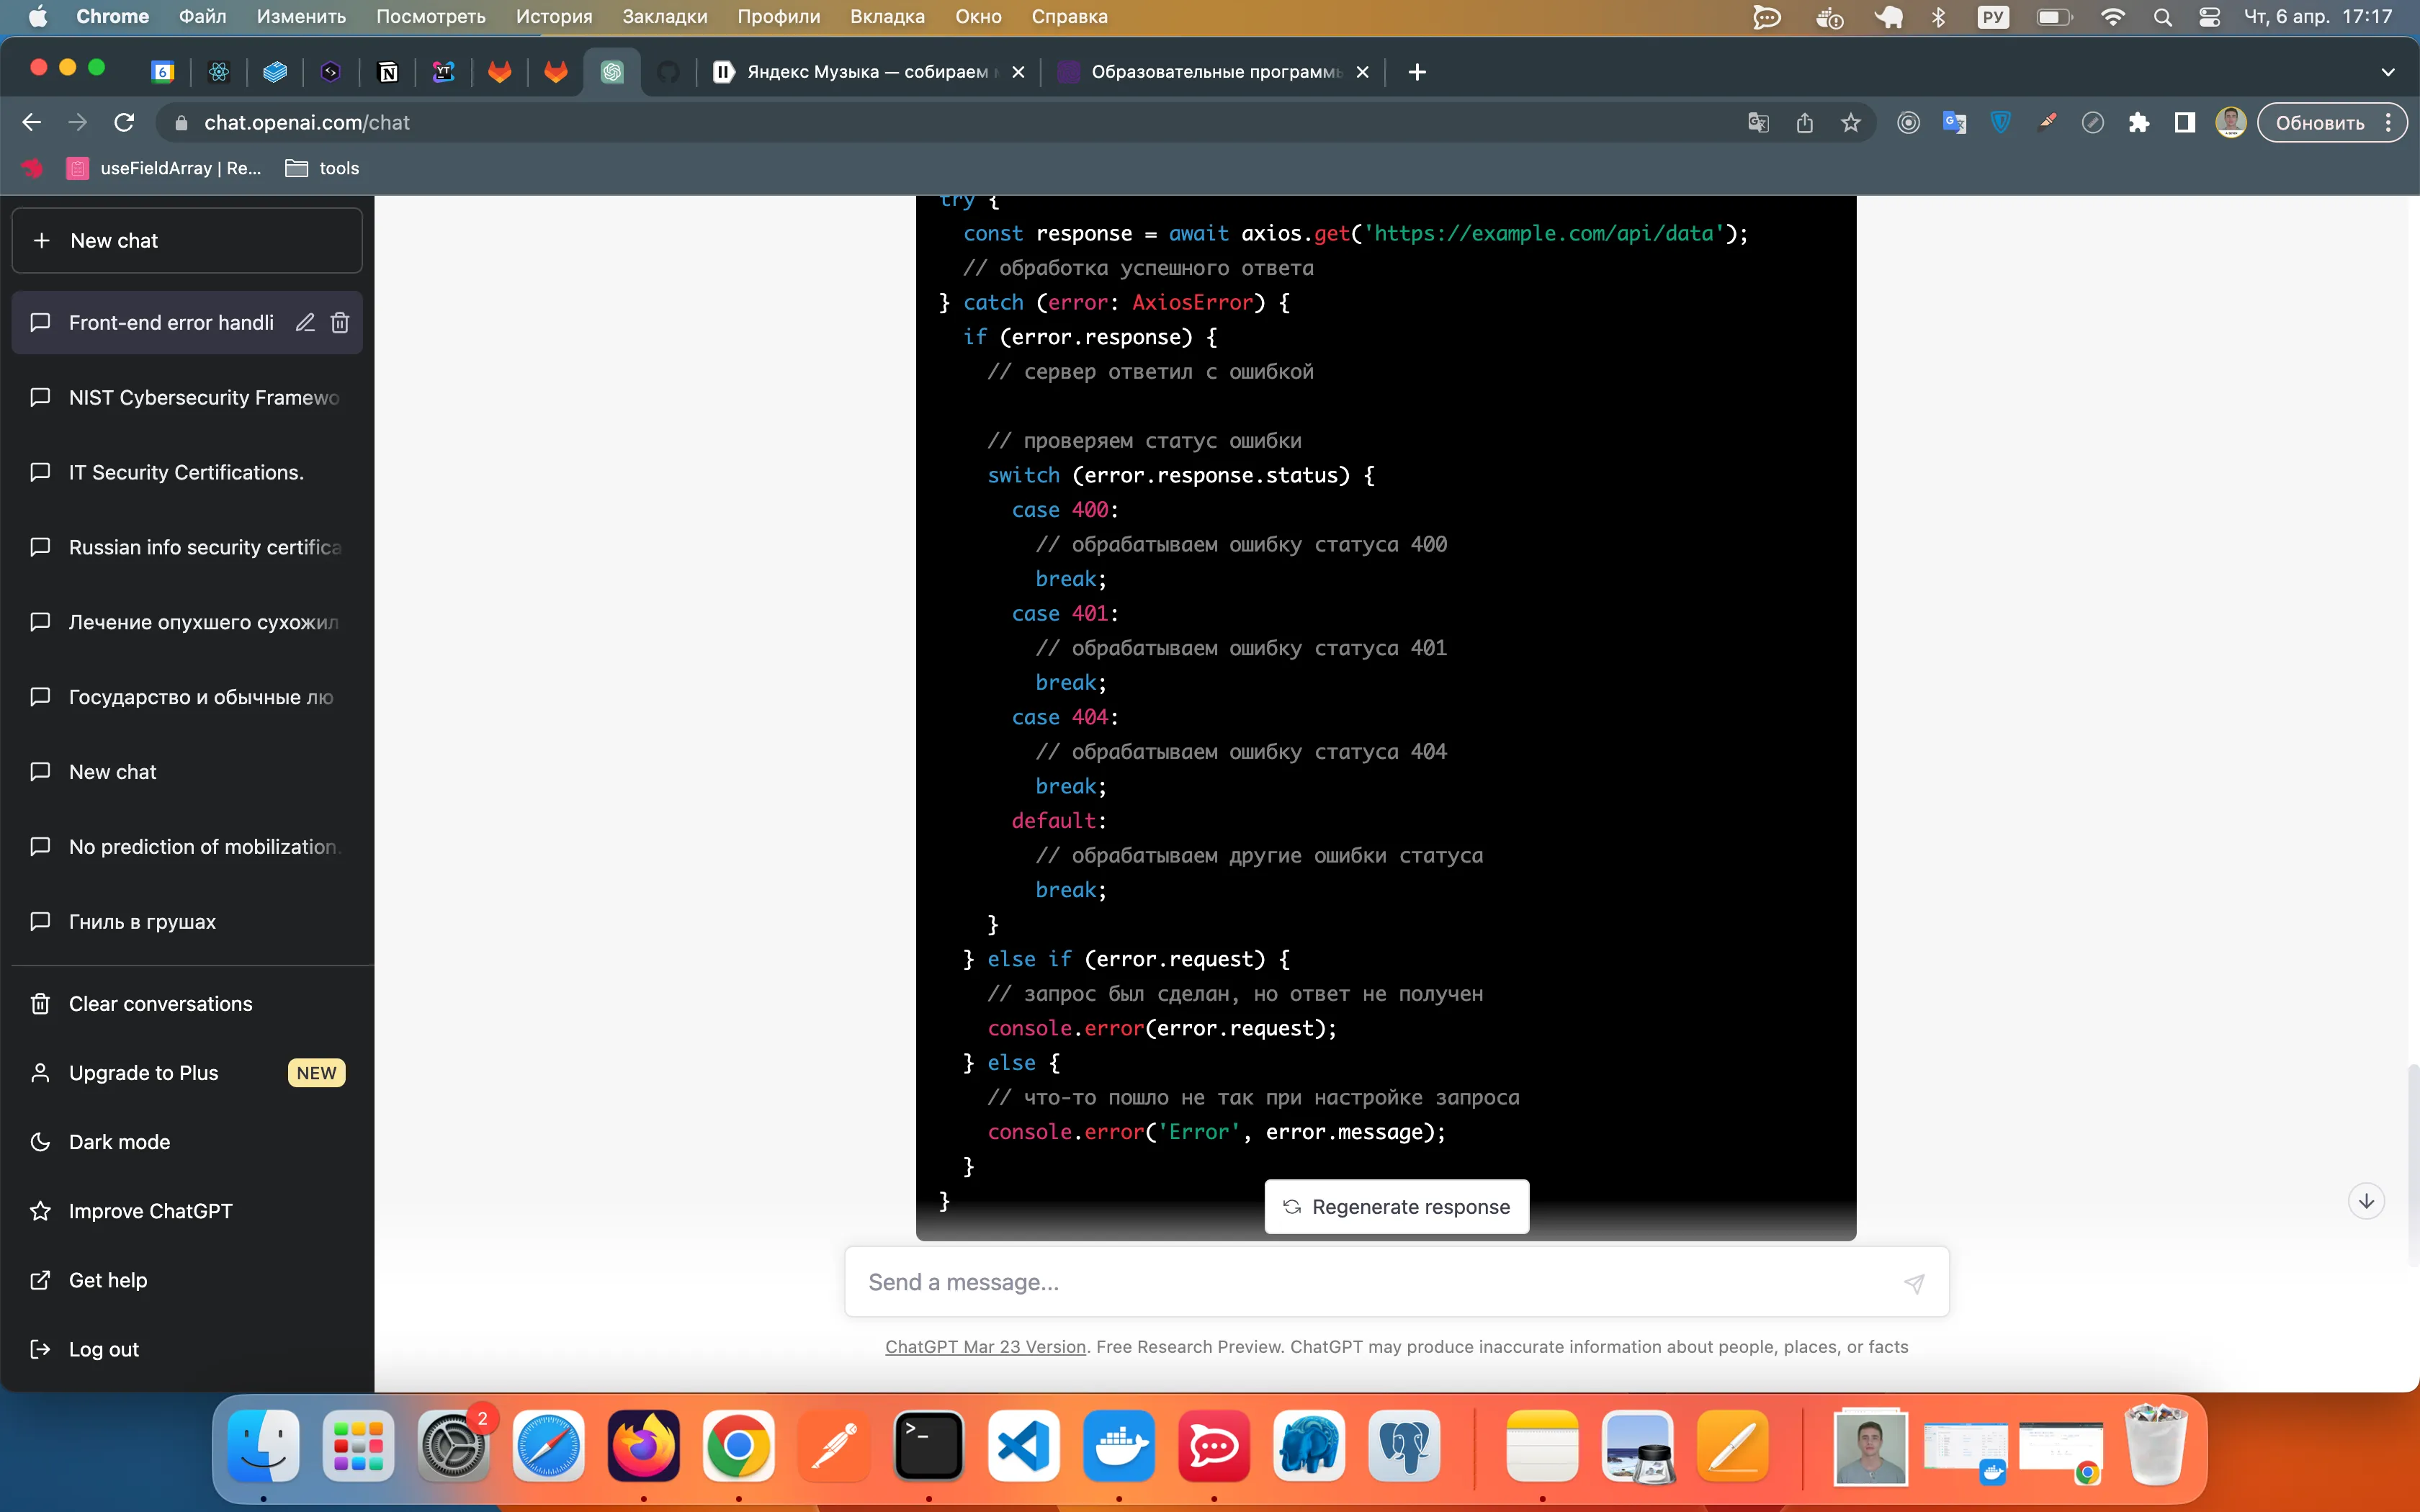 Chrome Файл Изменить Посмотреть История Закладки Профили Вкладка Окно Справка РУ Чт, 6 апр. 17:17
6 N YT Яндекс Музыка — собираем Образовательные программ
chat.openai.com/chat Обновить
useFieldArray | Re... tools
New chat
Front-end error handli
NIST Cybersecurity Framewo
IT Security Certifications.
Russian info security certifica
Лечение опухшего сухожил
Государство и обычные лю
New chat
No prediction of mobilization.
Гниль в грушах
Clear conversations
Upgrade to Plus NEW
Dark mode
Improve ChatGPT
Get help
Log out
try {
const response = await axios.get('https://example.com/api/data');
// обработка успешного ответа
} catch (error: AxiosError) {
if (error.response) {
// сервер ответил с ошибкой
// проверяем статус ошибки
switch (error.response.status) {
case 400:
// обрабатываем ошибку статуса 400
break;
case 401:
// обрабатываем ошибку статуса 401
break;
case 404:
// обрабатываем ошибку статуса 404
break;
default:
// обрабатываем другие ошибки статуса
break;
}
} else if (error.request) {
// запрос был сделан, но ответ не получен
console.error(error.request);
} else {
// что-то пошло не так при настройке запроса
console.error('Error', error.message);
}
}
Regenerate response
Send a message...
ChatGPT Mar 23 Version. Free Research Preview. ChatGPT may produce inaccurate information about people, places, or facts
2